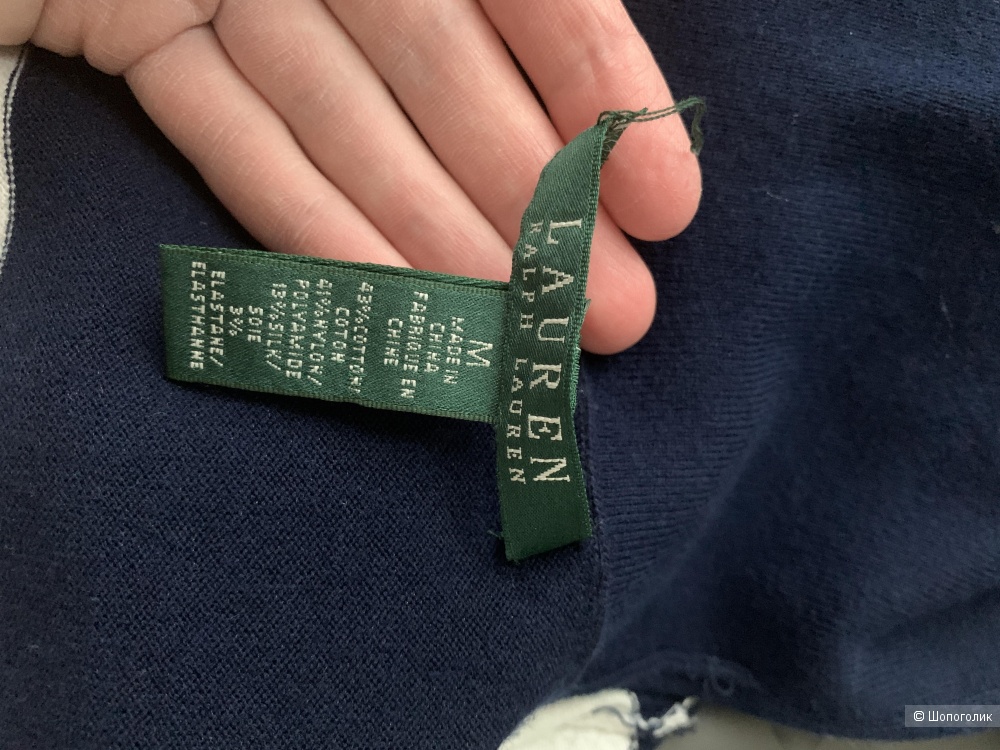 LAUREN
RALPH LAUREN
M
MADE IN
CHINA
FABRIQUE EN
CHINE
43%COTTON/
COTON
41%NYLON/
POLYAMIDE
13%SILK/
SOIE
3%
ELASTANE/
ELASTHANNE
© Шопоголик